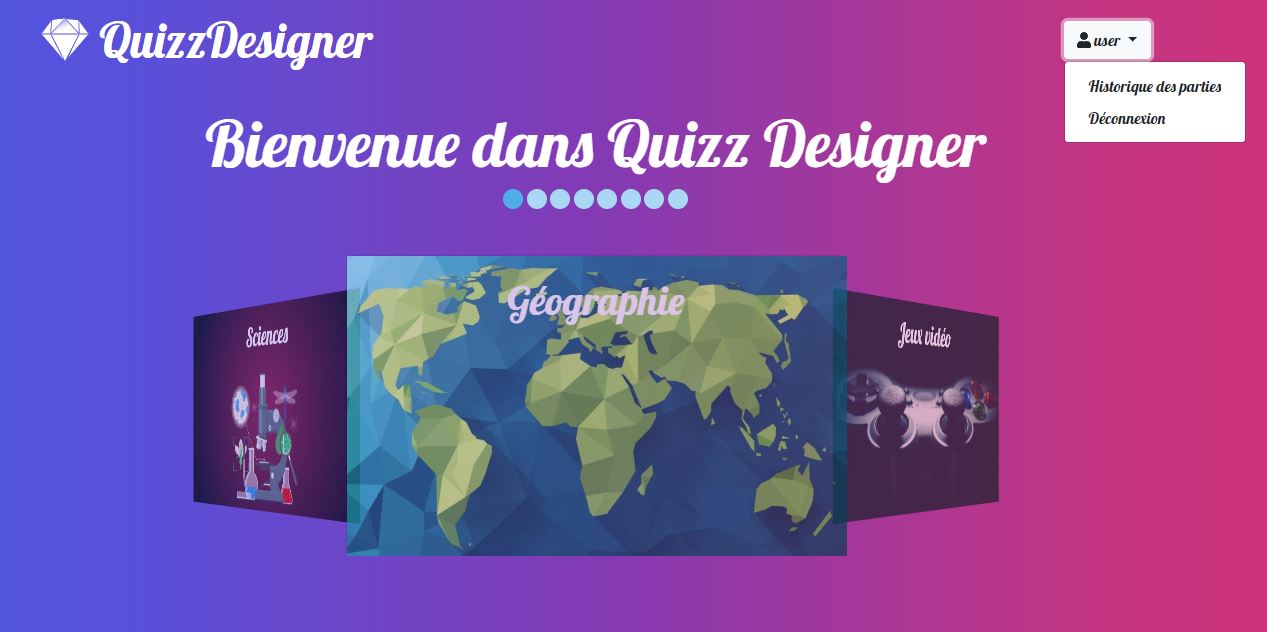 QuizzDesigner
user
Historique des parties
Déconnexion
Bienvenue dans Quizz Designer
Sciences
Géographie
Jeux vidéo